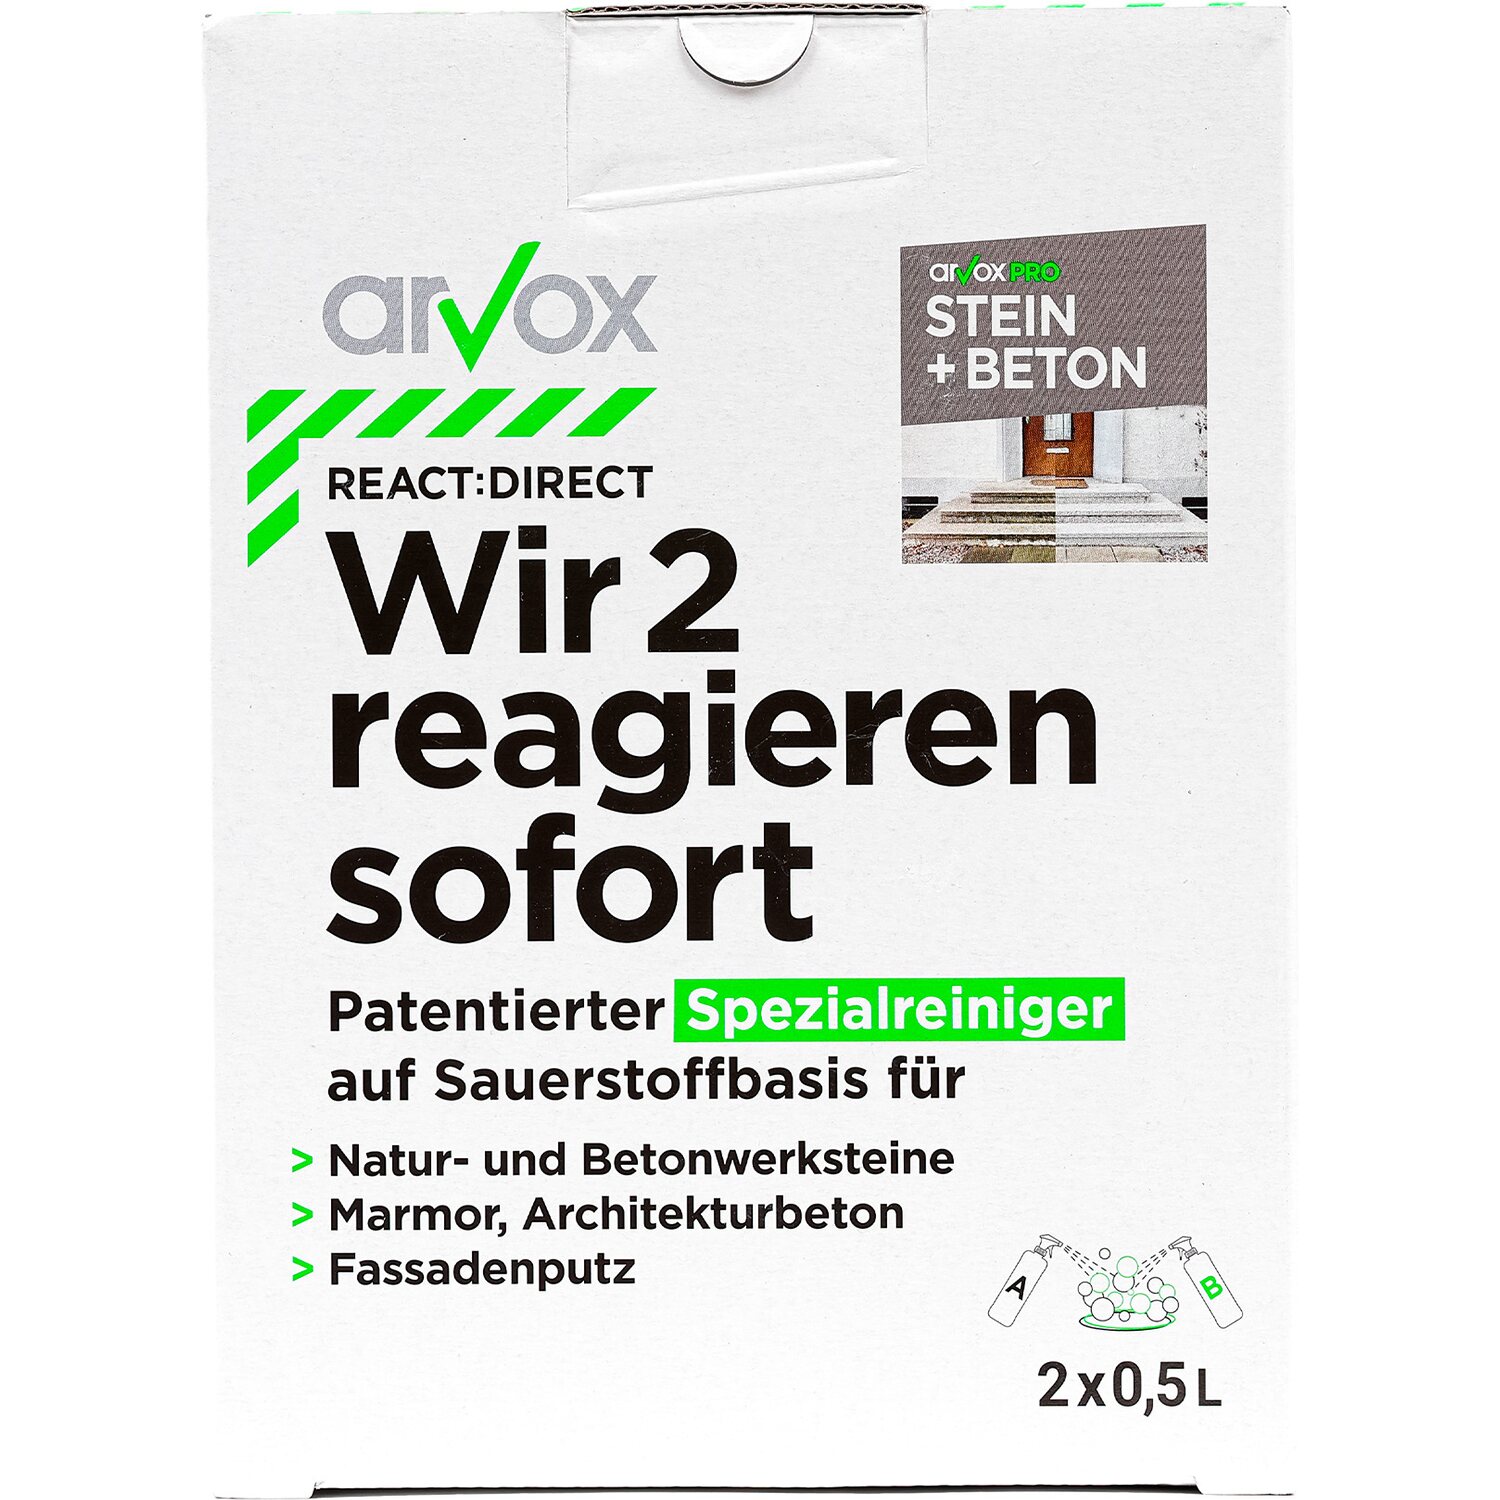 arvox
arvox PRO
STEIN
+ BETON
REACT:DIRECT
Wir 2
reagieren
sofort
Patentierter Spezialreiniger
auf Sauerstoffbasis für
> Natur- und Betonwerksteine
> Marmor, Architekturbeton
> Fassadenputz
A
B
2 x 0,5 L